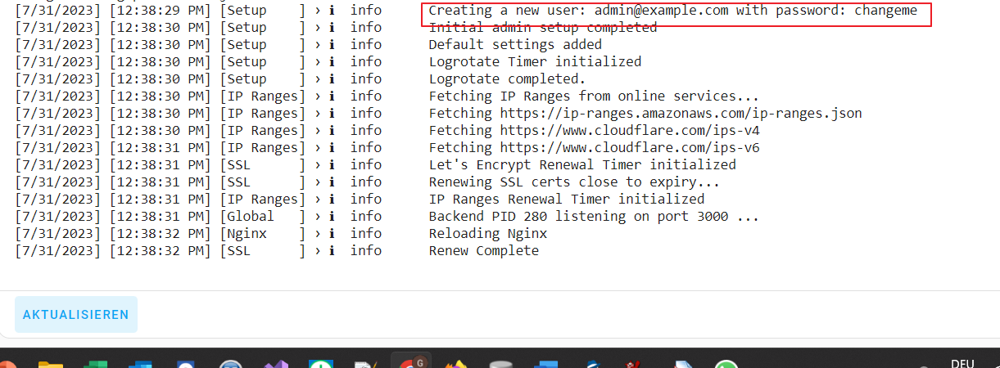 [7/31/2023] [12:38:29 PM] [Setup    ] › ℹ  info      Creating a new user: admin@example.com with password: changeme
[7/31/2023] [12:38:30 PM] [Setup    ] › ℹ  info      Initial admin setup completed
[7/31/2023] [12:38:30 PM] [Setup    ] › ℹ  info      Default settings added
[7/31/2023] [12:38:30 PM] [Setup    ] › ℹ  info      Logrotate Timer initialized
[7/31/2023] [12:38:30 PM] [Setup    ] › ℹ  info      Logrotate completed.
[7/31/2023] [12:38:30 PM] [IP Ranges] › ℹ  info      Fetching IP Ranges from online services...
[7/31/2023] [12:38:30 PM] [IP Ranges] › ℹ  info      Fetching https://ip-ranges.amazonaws.com/ip-ranges.json
[7/31/2023] [12:38:30 PM] [IP Ranges] › ℹ  info      Fetching https://www.cloudflare.com/ips-v4
[7/31/2023] [12:38:31 PM] [IP Ranges] › ℹ  info      Fetching https://www.cloudflare.com/ips-v6
[7/31/2023] [12:38:31 PM] [SSL      ] › ℹ  info      Let's Encrypt Renewal Timer initialized
[7/31/2023] [12:38:31 PM] [SSL      ] › ℹ  info      Renewing SSL certs close to expiry...
[7/31/2023] [12:38:31 PM] [IP Ranges] › ℹ  info      IP Ranges Renewal Timer initialized
[7/31/2023] [12:38:31 PM] [Global   ] › ℹ  info      Backend PID 280 listening on port 3000 ...
[7/31/2023] [12:38:32 PM] [Nginx    ] › ℹ  info      Reloading Nginx
[7/31/2023] [12:38:32 PM] [SSL      ] › ℹ  info      Renew Complete
AKTUALISIEREN
G
DEU